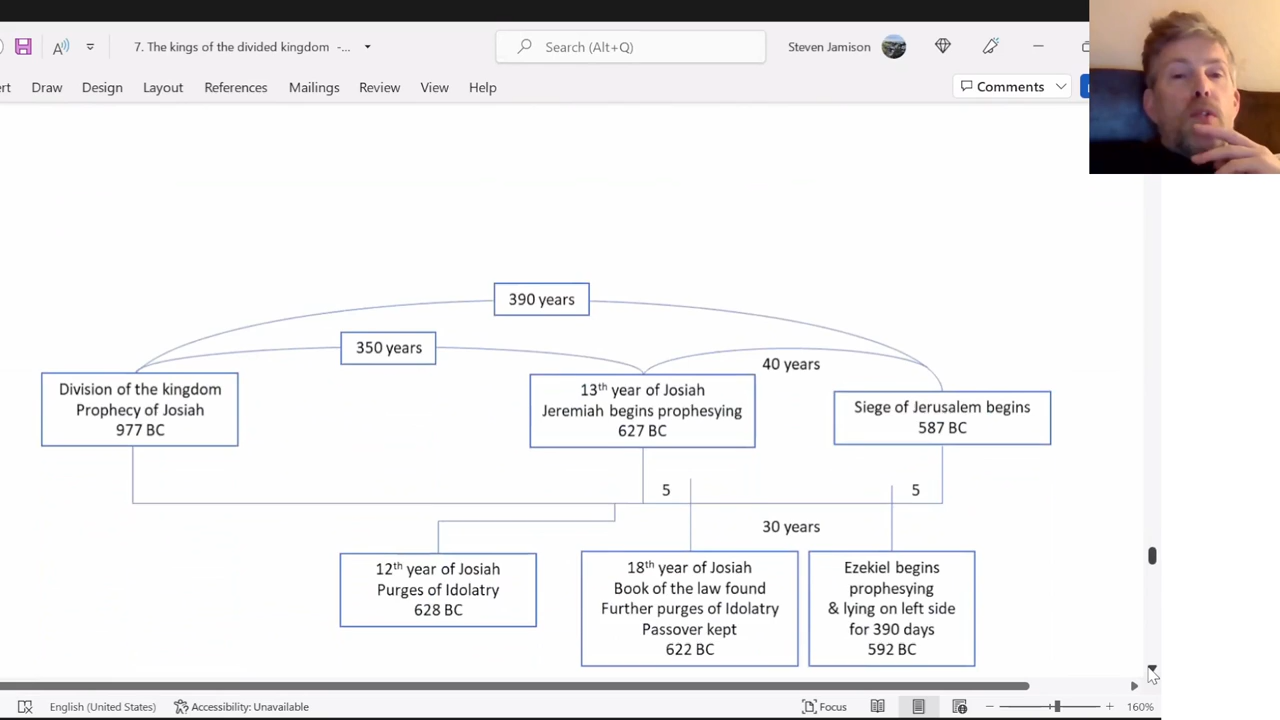 7. The kings of the divided kingdom -...
Search (Alt+Q)
Steven Jamison
Draw
Design
Layout
References
Mailings
Review
View
Help
Comments
390 years
350 years
40 years
Division of the kingdom
Prophecy of Josiah
977 BC
13th year of Josiah
Jeremiah begins prophesying
627 BC
Siege of Jerusalem begins
587 BC
5
5
30 years
12th year of Josiah
Purges of Idolatry
628 BC
18th year of Josiah
Book of the law found
Further purges of Idolatry
Passover kept
622 BC
Ezekiel begins
prophesying
& lying on left side
for 390 days
592 BC
English (United States)
Accessibility: Unavailable
Focus
160%